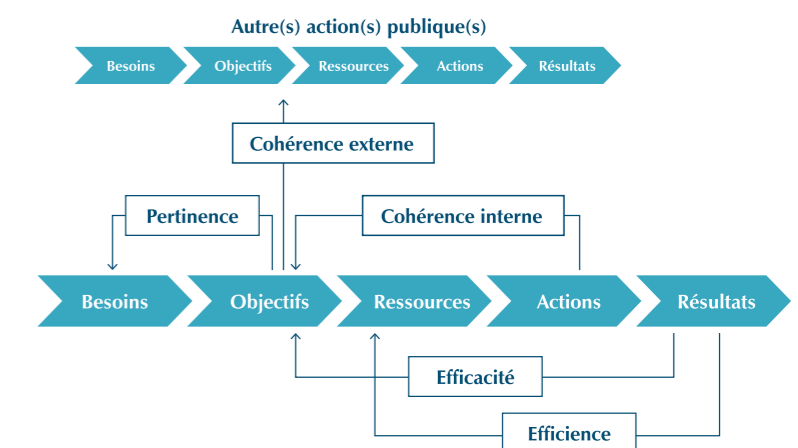 Autre(s) action(s) publique(s)
Besoins Objectifs Ressources Actions Résultats
Cohérence externe
Pertinence Cohérence interne
Besoins Objectifs Ressources Actions Résultats
Efficacité
Efficience